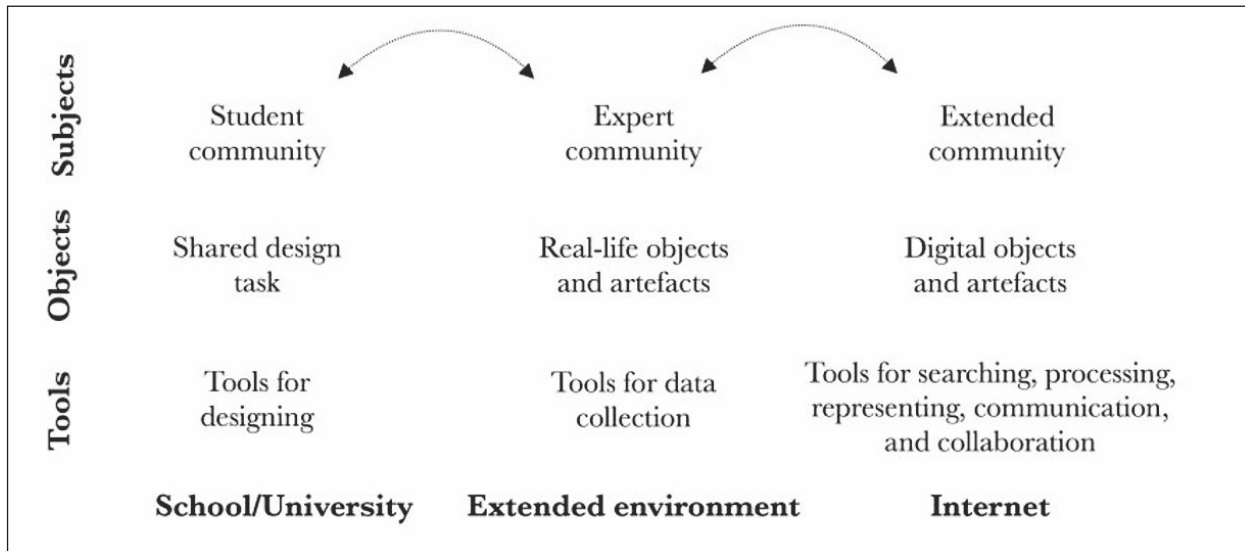 Subjects
Student
community
Expert
community
Extended
community
Objects
Shared design
task
Real-life objects
and artefacts
Digital objects
and artefacts
Tools
Tools for
designing
Tools for data
collection
Tools for searching, processing,
representing, communication,
and collaboration
School/University
Extended environment
Internet